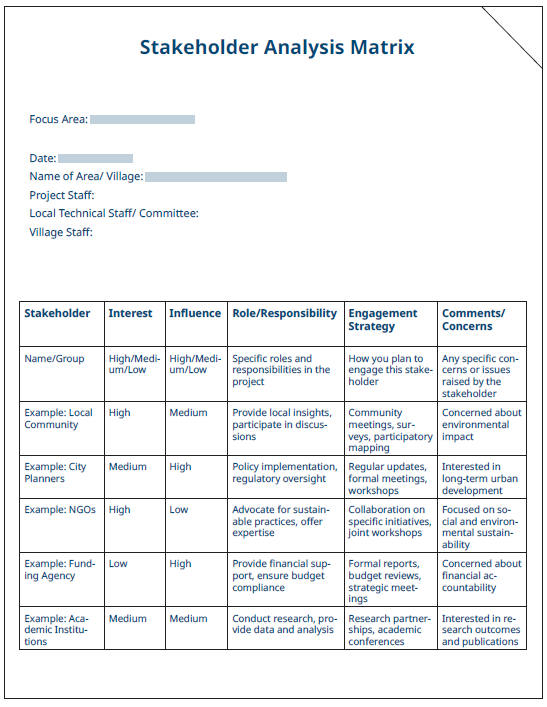 Stakeholder Analysis Matrix
Focus Area:
Date:
Name of Area/ Village:
Project Staff:
Local Technical Staff/ Committee:
Village Staff:
Stakeholder
Interest
Influence
Role/Responsibility
Engagement
Strategy
Comments/
Concerns
Name/Group
High/Medi-
um/Low
High/Medi-
um/Low
Specific roles and
responsibilities in the
project
How you plan to
engage this stake-
holder
Any specific con-
cerns or issues
raised by the
stakeholder
Example: Local
Community
High
Medium
Provide local insights,
participate in discus-
sions
Community
meetings, sur-
veys, participatory
mapping
Concerned about
environmental
impact
Example: City
Planners
Medium
High
Policy implementation,
regulatory oversight
Regular updates,
formal meetings,
workshops
Interested in
long-term urban
development
Example: NGOs
High
Low
Advocate for sustain-
able practices, offer
expertise
Collaboration on
specific initiatives,
joint workshops
Focused on so-
cial and environ-
mental sustain-
ability
Example: Fund-
ing Agency
Low
High
Provide financial sup-
port, ensure budget
compliance
Formal reports,
budget reviews,
strategic meet-
ings
Concerned about
financial ac-
countability
Example: Aca-
demic Institu-
tions
Medium
Medium
Conduct research, pro-
vide data and analysis
Research partner-
ships, academic
conferences
Interested in re-
search outcomes
and publications